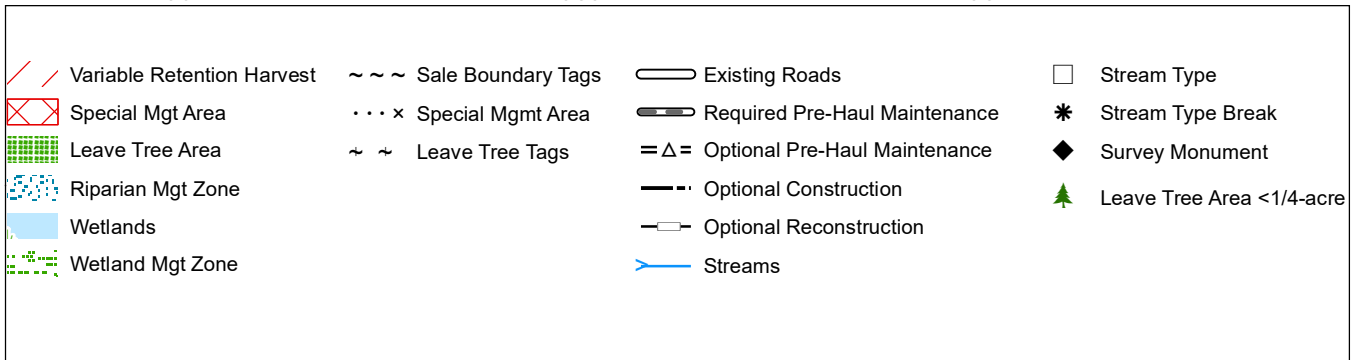 Variable Retention Harvest
Special Mgt Area
Leave Tree Area
Riparian Mgt Zone
Wetlands
Wetland Mgt Zone
Sale Boundary Tags
Special Mgmt Area
Leave Tree Tags
Existing Roads
Required Pre-Haul Maintenance
Optional Pre-Haul Maintenance
Optional Construction
Optional Reconstruction
Streams
Stream Type
Stream Type Break
Survey Monument
Leave Tree Area <1/4-acre